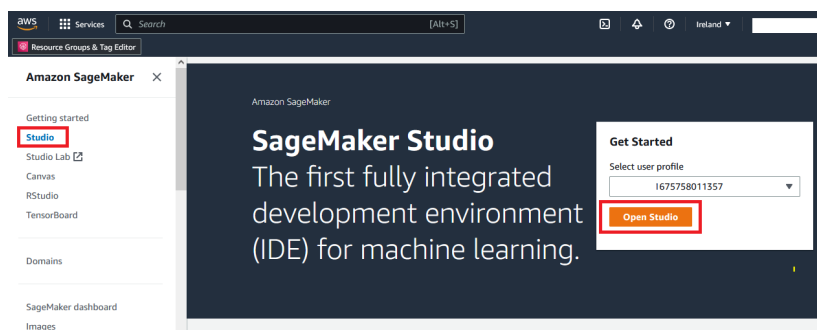 aws Services Search [Alt+S] Ireland
Resource Groups & Tag Editor
Amazon SageMaker
Getting started
Studio
Studio Lab
Canvas
RStudio
TensorBoard
Domains
SageMaker dashboard
Images
Amazon SageMaker
SageMaker Studio
The first fully integrated
development environment
(IDE) for machine learning.
Get Started
Select user profile
1675758011357
Open Studio